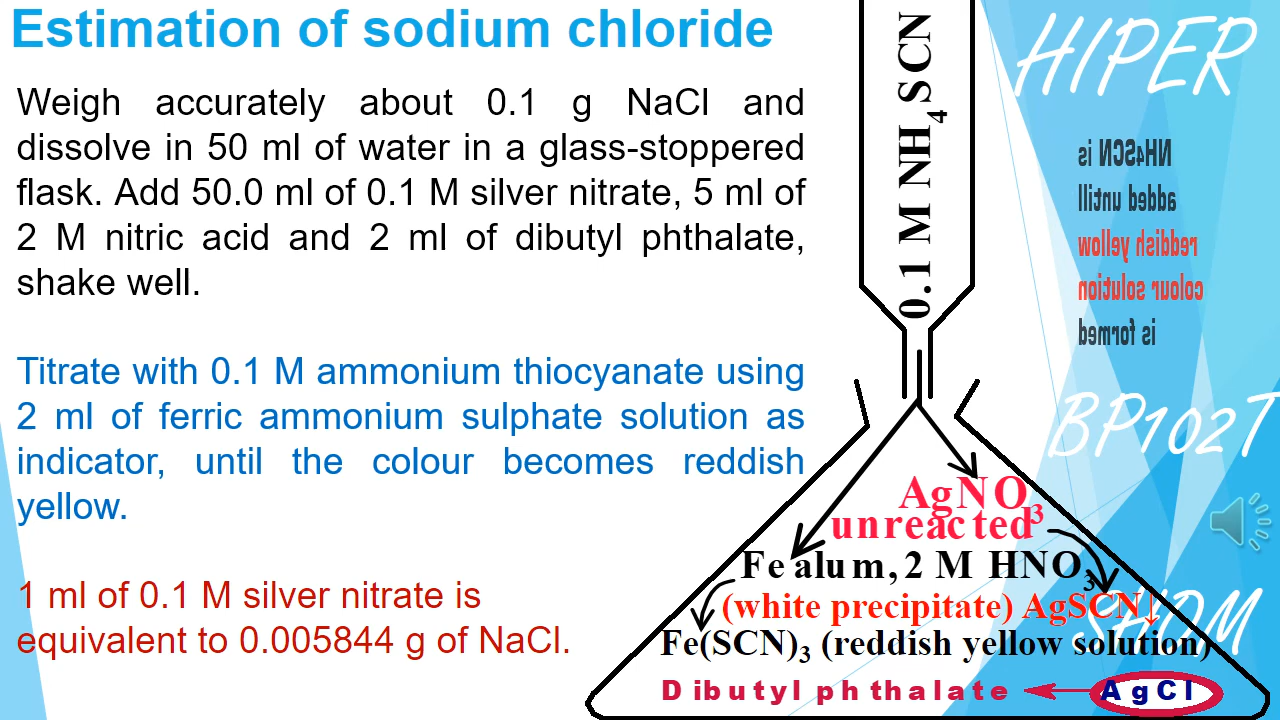 Estimation of sodium chloride
Weigh accurately about 0.1 g NaCl and
dissolve in 50 ml of water in a glass-stoppered
flask. Add 50.0 ml of 0.1 M silver nitrate, 5 ml of
2 M nitric acid and 2 ml of dibutyl phthalate,
shake well.
Titrate with 0.1 M ammonium thiocyanate using
2 ml of ferric ammonium sulphate solution as
indicator, until the colour becomes reddish
yellow.
1 ml of 0.1 M silver nitrate is
equivalent to 0.005844 g of NaCl.
0.1 M NH₄SCN
AgNO₃
unreacted
Fe alum, 2 M HNO₃
(white precipitate) AgSCN↓
Fe(SCN)₃ (reddish yellow solution)
Dibutyl phthalate ← AgCl
HIPER
NH₄SCN is
added untill
reddish yellow
colour solution
is formed
BP102T